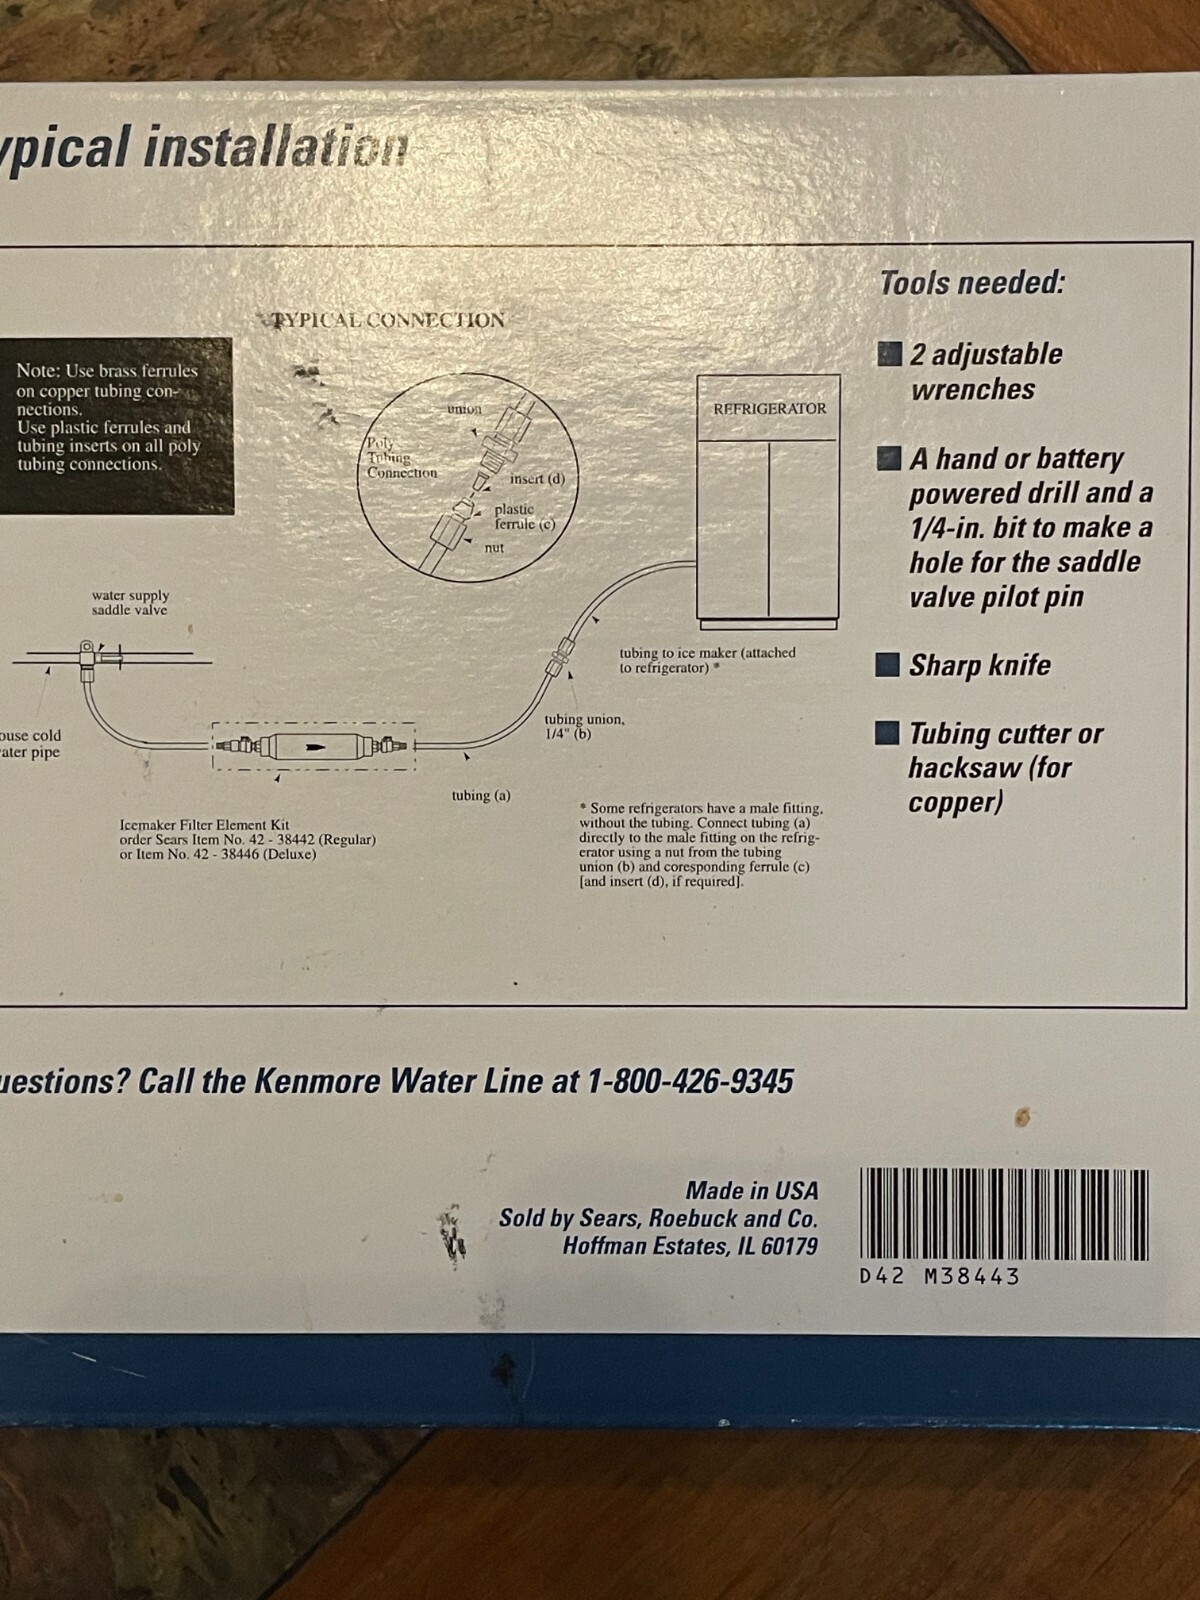 ypical installation
Tools needed:
2 adjustable
wrenches
A hand or battery
powered drill and a
1/4-in. bit to make a
hole for the saddle
valve pilot pin
Sharp knife
Tubing cutter or
hacksaw (for
copper)
Note: Use brass ferrules
on copper tubing con-
nections.
Use plastic ferrules and
tubing inserts on all poly
tubing connections.
TYPICAL CONNECTION
union
Poly
Tubing
Connection
insert (d)
plastic
ferrule (c)
nut
REFRIGERATOR
water supply
saddle valve
ouse cold
ater pipe
tubing to ice maker (attached
to refrigerator) *
tubing union,
1/4" (b)
tubing (a)
Icemaker Filter Element Kit
order Sears Item No. 42 - 38442 (Regular)
or Item No. 42 - 38446 (Deluxe)
* Some refrigerators have a male fitting,
without the tubing. Connect tubing (a)
directly to the male fitting on the refrig-
erator using a nut from the tubing
union (b) and coresponding ferrule (c)
[and insert (d), if required].
uestions? Call the Kenmore Water Line at 1-800-426-9345
Made in USA
Sold by Sears, Roebuck and Co.
Hoffman Estates, IL 60179
D42 M38443